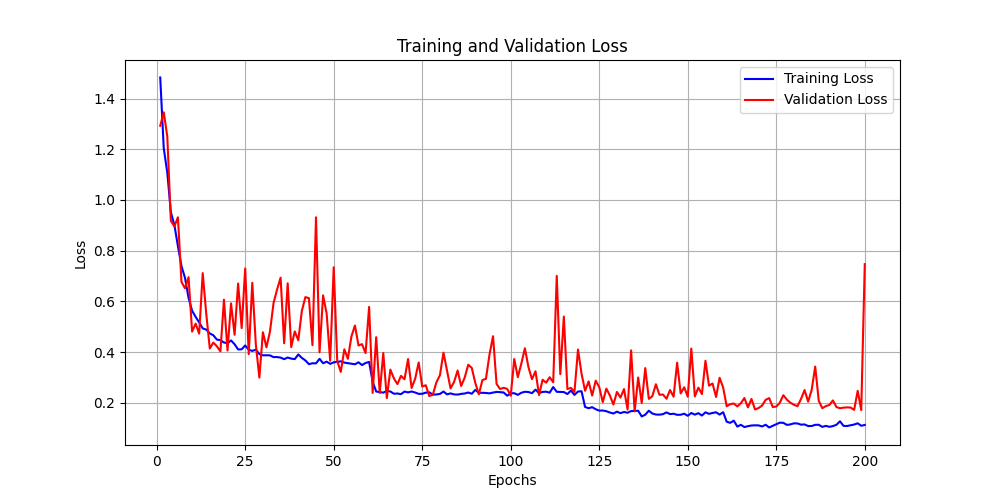 Training and Validation Loss
Training Loss
Validation Loss
Loss
1.4
1.2
1.0
0.8
0.6
0.4
0.2
0 25 50 75 100 125 150 175 200
Epochs